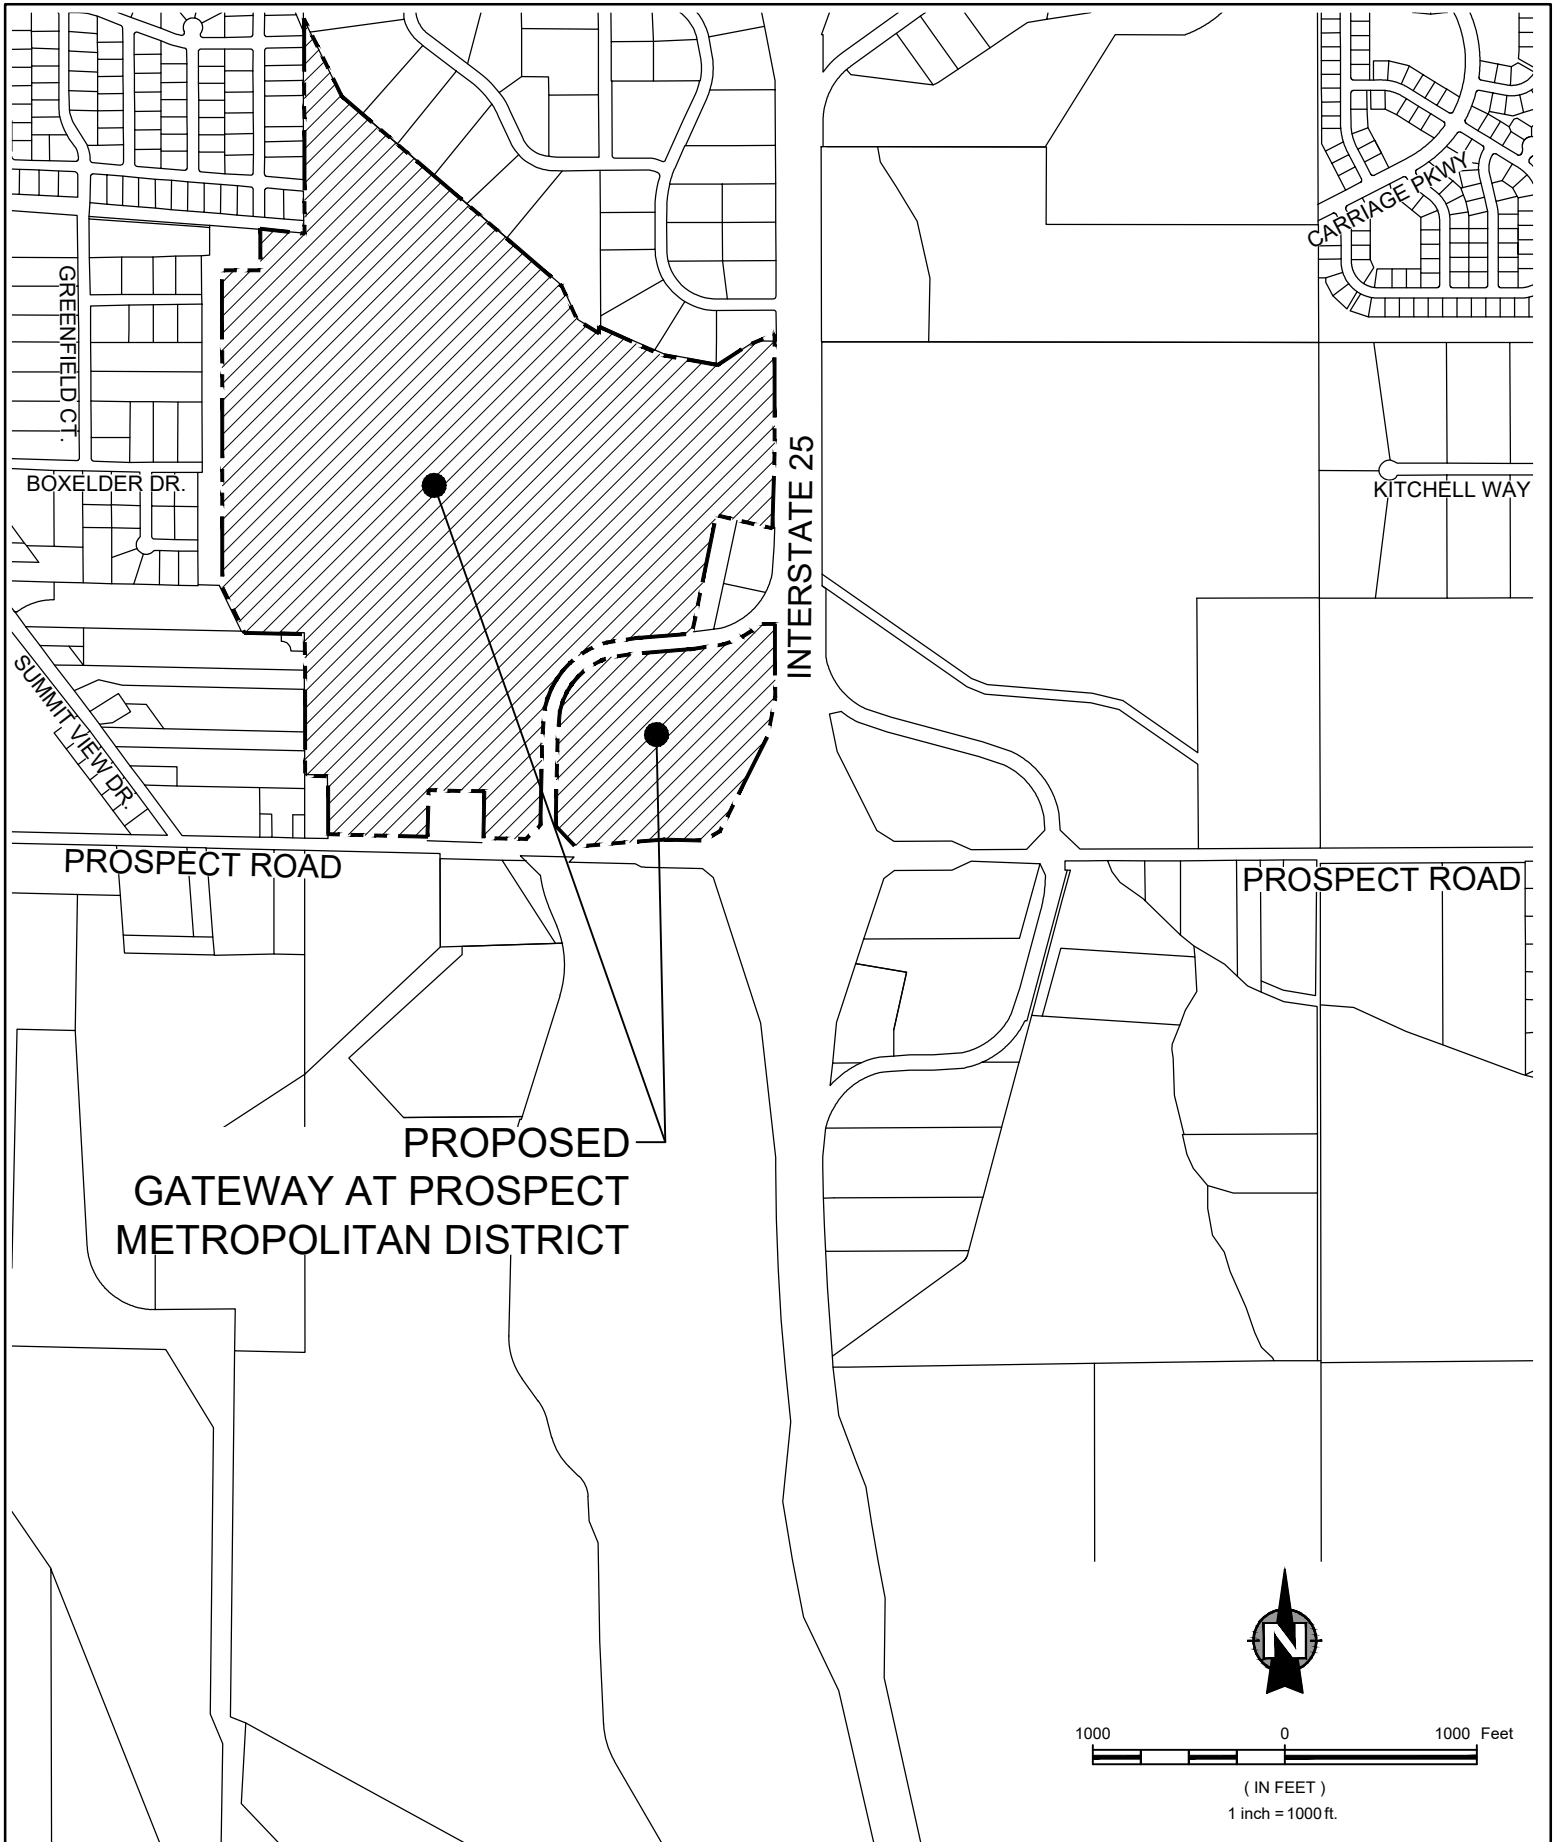 CARRIAGE PKWY
GREENFIELD CT.
BOXELDER DR.
INTERSTATE 25
KITCHELL WAY
SUMMIT VIEW DR.
PROSPECT ROAD
PROSPECT ROAD
PROPOSED
GATEWAY AT PROSPECT
METROPOLITAN DISTRICT
N
1000 0 1000 Feet
( IN FEET )
1 inch = 1000 ft.